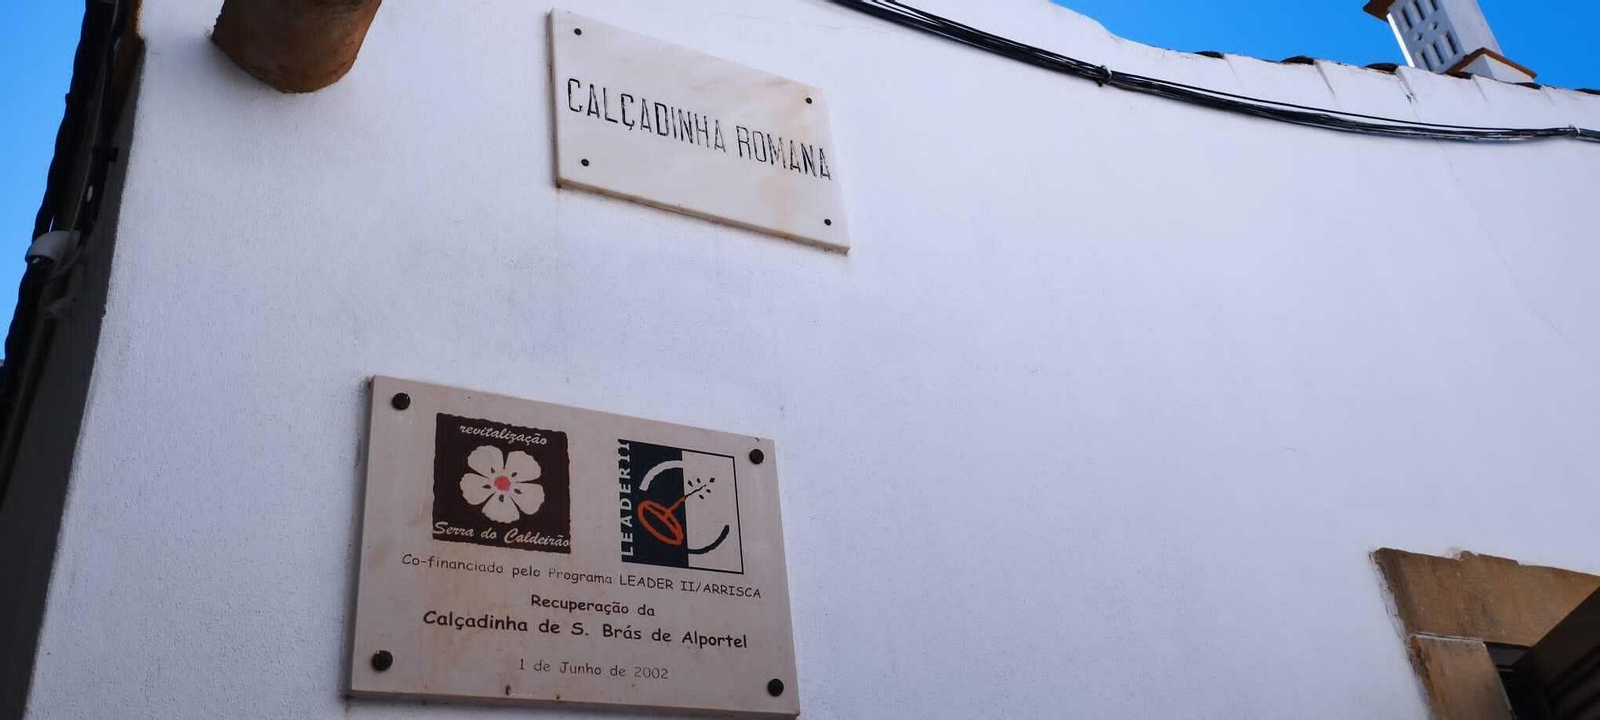 CALÇADINHA ROMANA
revitalização
Serra do Caldeirão
LEADER II
Co-financiado pelo Programa LEADER II/ARRISCA
Recuperação da
Calçadinha de S. Brás de Alportel
1 de Junho de 2002